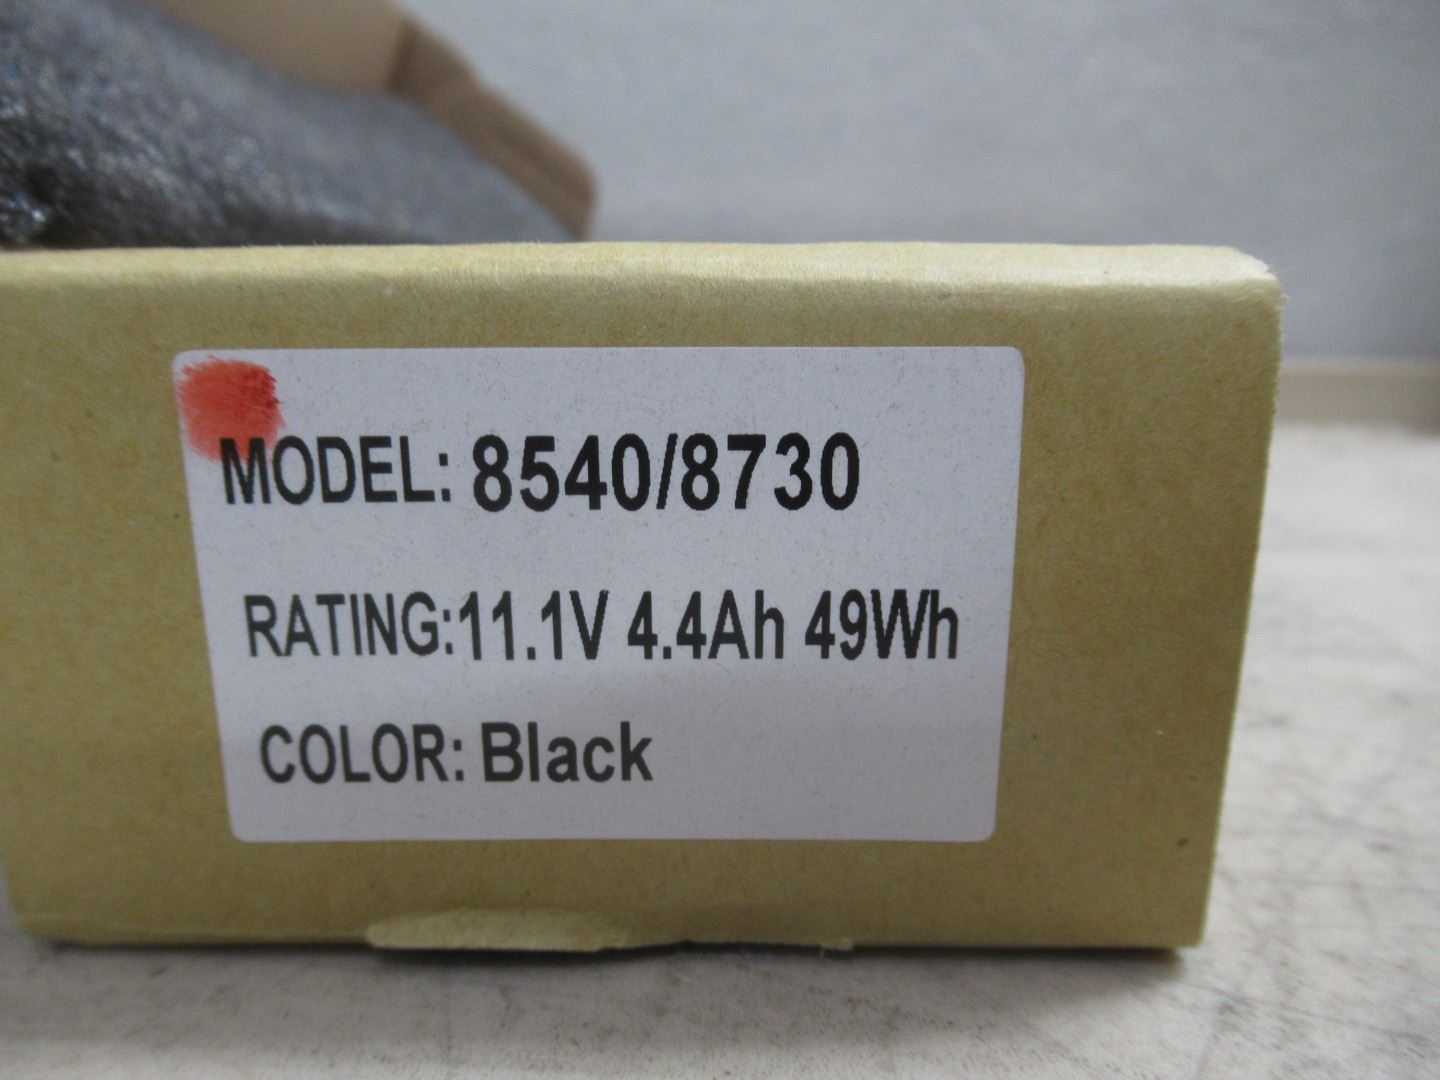 MODEL: 8540/8730
RATING:11.1V 4.4Ah 49Wh
COLOR: Black